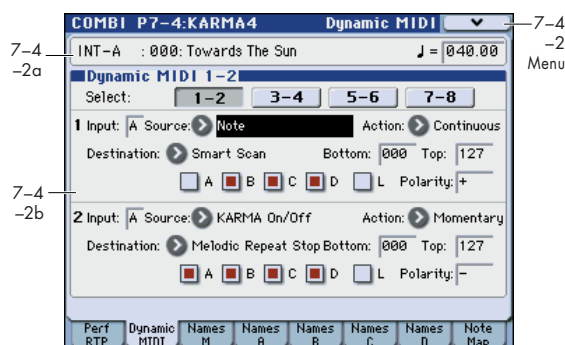 COMBI P7-4:KARMA4 Dynamic MIDI
7-4
-2
Menu
7-4
-2a
INT-A :000: Towards The Sun ♩= 040.00
Dynamic MIDI 1-2
Select: 1-2 3-4 5-6 7-8
1 Input: A Source: Note Action: Continuous
Destination: Smart Scan Bottom: 000 Top: 127
A B C D L Polarity: +
7-4
-2b
2 Input: A Source: KARMA On/Off Action: Momentary
Destination: Melodic Repeat Stop Bottom: 000 Top: 127
A B C D L Polarity: -
Perf Dynamic Names Names Names Names Names Note
RTP MIDI M A B C D Map